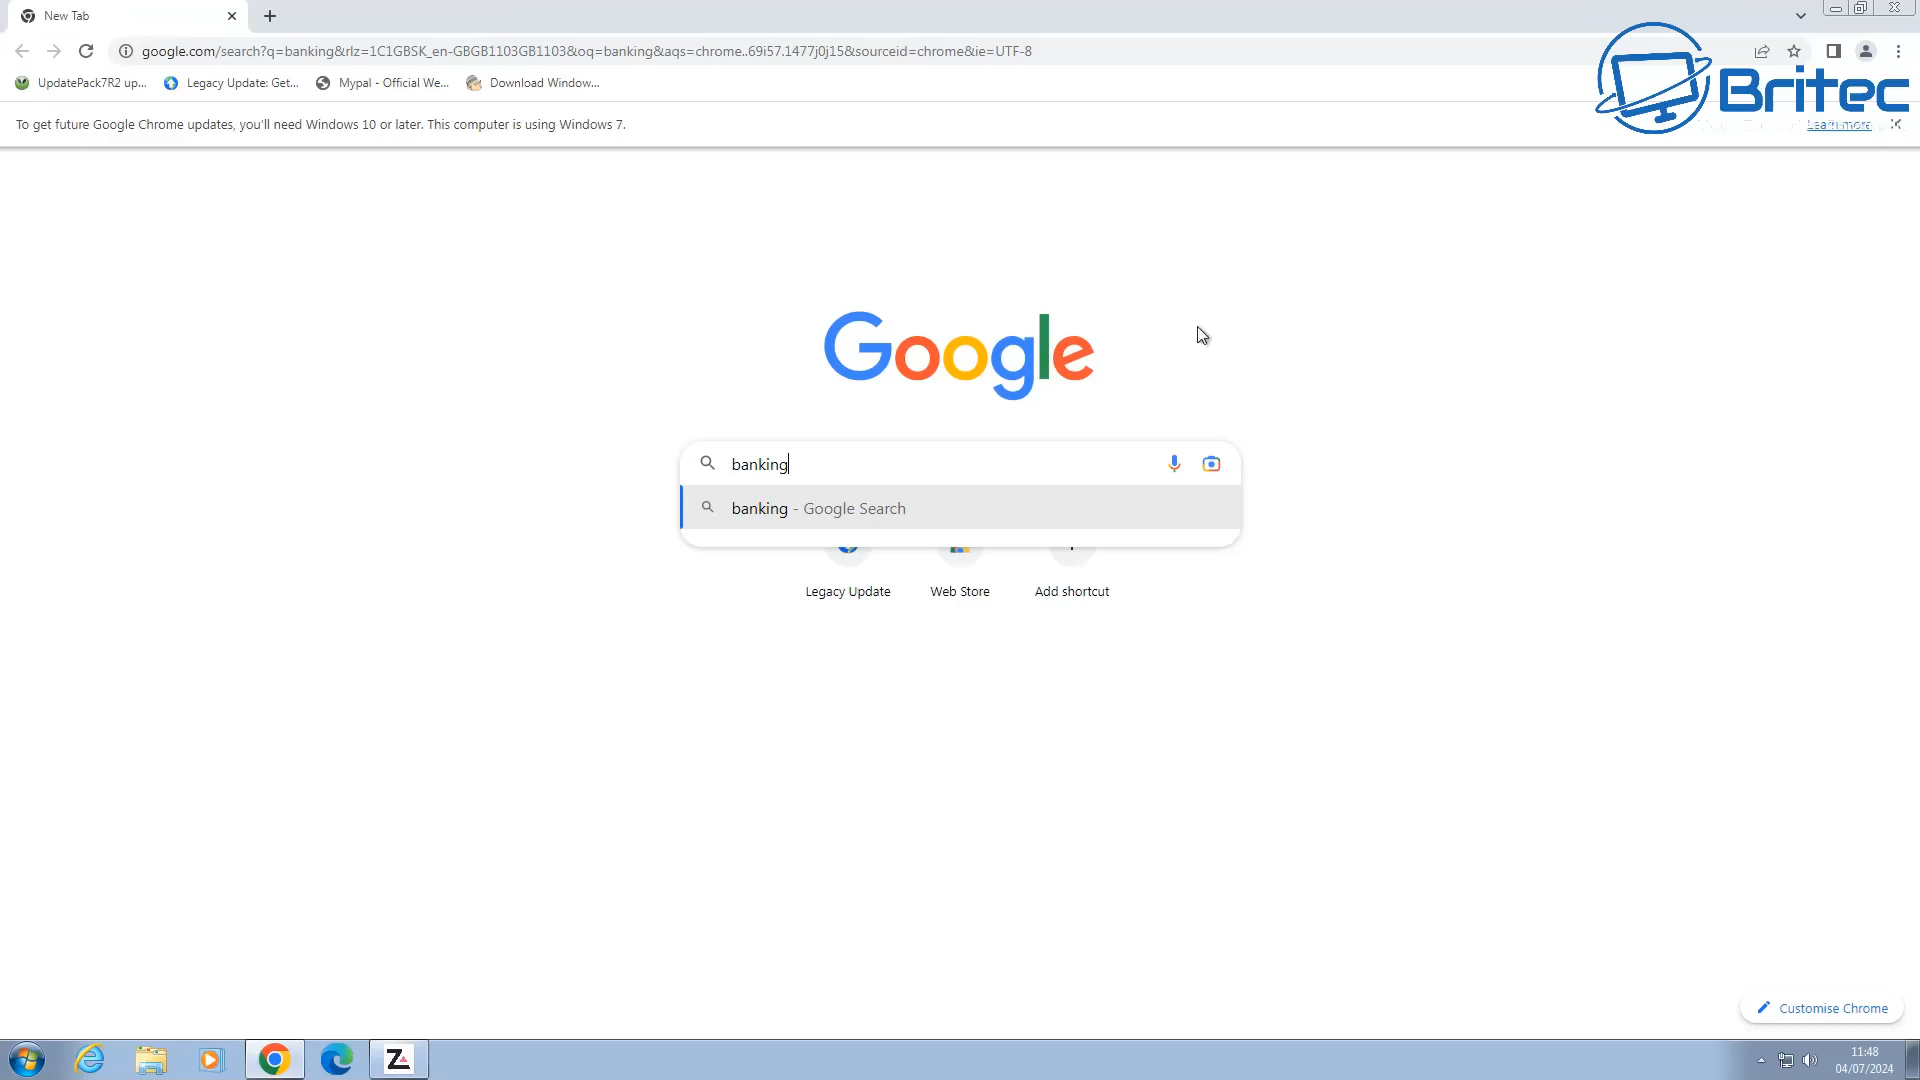 New Tab
google.com/search?q=banking&rlz=1C1GBSK_en-GBGB1103GB1103&oq=banking&aqs=chrome..69i57.1477j0j15&sourceid=chrome&ie=UTF-8
UpdatePack7R2 up... Legacy Update: Get... Mypal - Official We... Download Window...
Britec
To get future Google Chrome updates, you'll need Windows 10 or later. This computer is using Windows 7.
Learn more
Google
banking
banking - Google Search
Legacy Update Web Store Add shortcut
Customise Chrome
11:48
04/07/2024